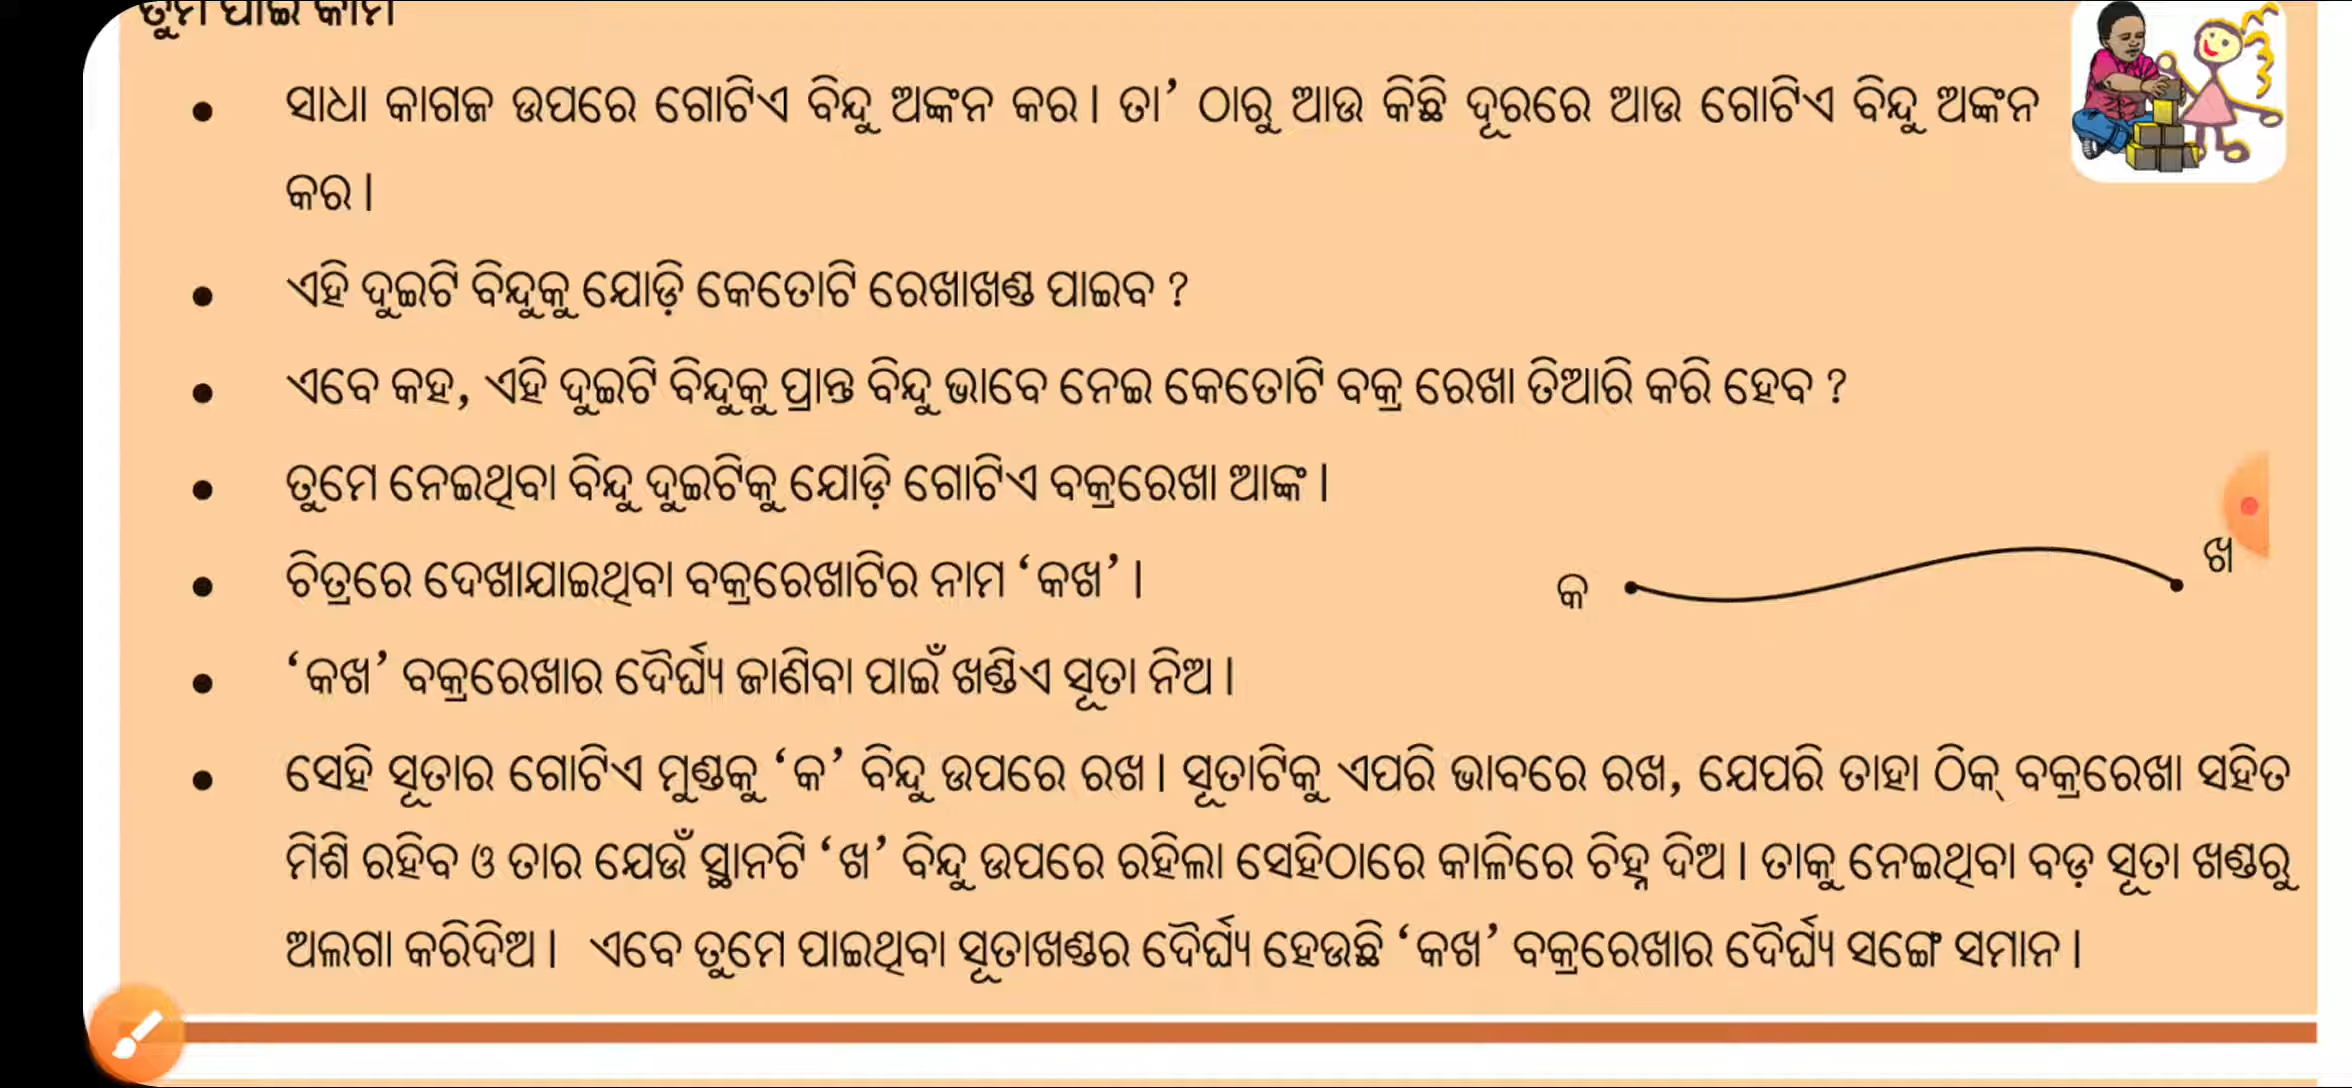 ତୁମ ପାଇଁ କାମ
• ସାଧା କାଗଜ ଉପରେ ଗୋଟିଏ ବିନ୍ଦୁ ଅଙ୍କନ କର। ତା’ ଠାରୁ ଆଉ କିଛି ଦୂରରେ ଆଉ ଗୋଟିଏ ବିନ୍ଦୁ ଅଙ୍କନ
କର।
• ଏହି ଦୁଇଟି ବିନ୍ଦୁକୁ ଯୋଡ଼ି କେତୋଟି ରେଖାଖଣ୍ଡ ପାଇବ ?
• ଏବେ କହ, ଏହି ଦୁଇଟି ବିନ୍ଦୁକୁ ପ୍ରାନ୍ତ ବିନ୍ଦୁ ଭାବେ ନେଇ କେତୋଟି ବକ୍ର ରେଖା ତିଆରି କରି ହେବ ?
• ତୁମେ ନେଇଥିବା ବିନ୍ଦୁ ଦୁଇଟିକୁ ଯୋଡ଼ି ଗୋଟିଏ ବକ୍ରରେଖା ଆଙ୍କ।
• ଚିତ୍ରରେ ଦେଖାଯାଇଥିବା ବକ୍ରରେଖାଟିର ନାମ ‘କଖ’।
କ
ଖ
• ‘କଖ’ ବକ୍ରରେଖାର ଦୈର୍ଘ୍ୟ ଜାଣିବା ପାଇଁ ଖଣ୍ଡିଏ ସୂତା ନିଅ।
• ସେହି ସୂତାର ଗୋଟିଏ ମୁଣ୍ଡକୁ ‘କ’ ବିନ୍ଦୁ ଉପରେ ରଖ। ସୂତାଟିକୁ ଏପରି ଭାବରେ ରଖ, ଯେପରି ତାହା ଠିକ୍ ବକ୍ରରେଖା ସହିତ
ମିଶି ରହିବ ଓ ତାର ଯେଉଁ ସ୍ଥାନଟି ‘ଖ’ ବିନ୍ଦୁ ଉପରେ ରହିଲା ସେହିଠାରେ କାଳିରେ ଚିହ୍ନ ଦିଅ। ତାକୁ ନେଇଥିବା ବଡ଼ ସୂତା ଖଣ୍ଡରୁ
ଅଲଗା କରିଦିଅ। ଏବେ ତୁମେ ପାଇଥିବା ସୂତାଖଣ୍ଡର ଦୈର୍ଘ୍ୟ ହେଉଛି ‘କଖ’ ବକ୍ରରେଖାର ଦୈର୍ଘ୍ୟ ସଙ୍ଗେ ସମାନ।